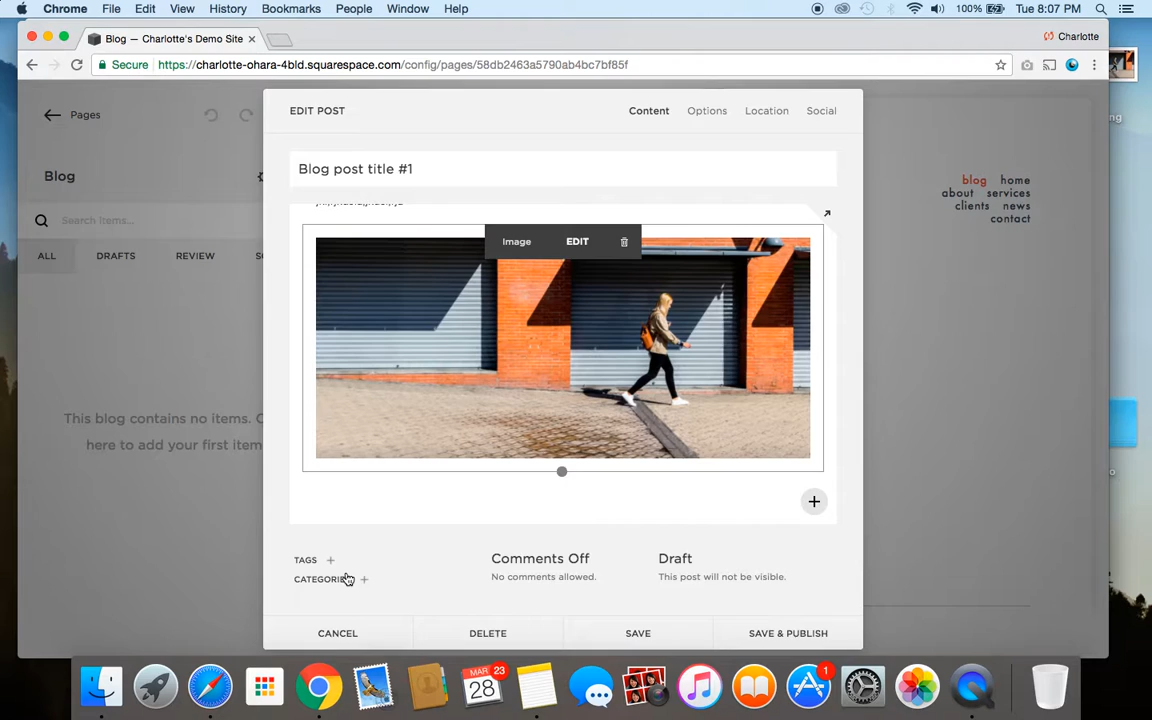 Chrome File Edit View History Bookmarks People Window Help 100% Tue 8:07 PM
Blog — Charlotte's Demo Site Charlotte
Secure https://charlotte-ohara-4bld.squarespace.com/config/pages/58db2463a5790ab4bc7bf85f
Pages
EDIT POST Content Options Location Social
Blog
Blog post title #1
blog home
about services
clients news
contact
Search items...
ALL DRAFTS REVIEW
Image EDIT
This blog contains no items.
here to add your first item
TAGS +
Comments Off Draft
No comments allowed. This post will not be visible.
CANCEL DELETE SAVE SAVE & PUBLISH
MAR 23
28
1